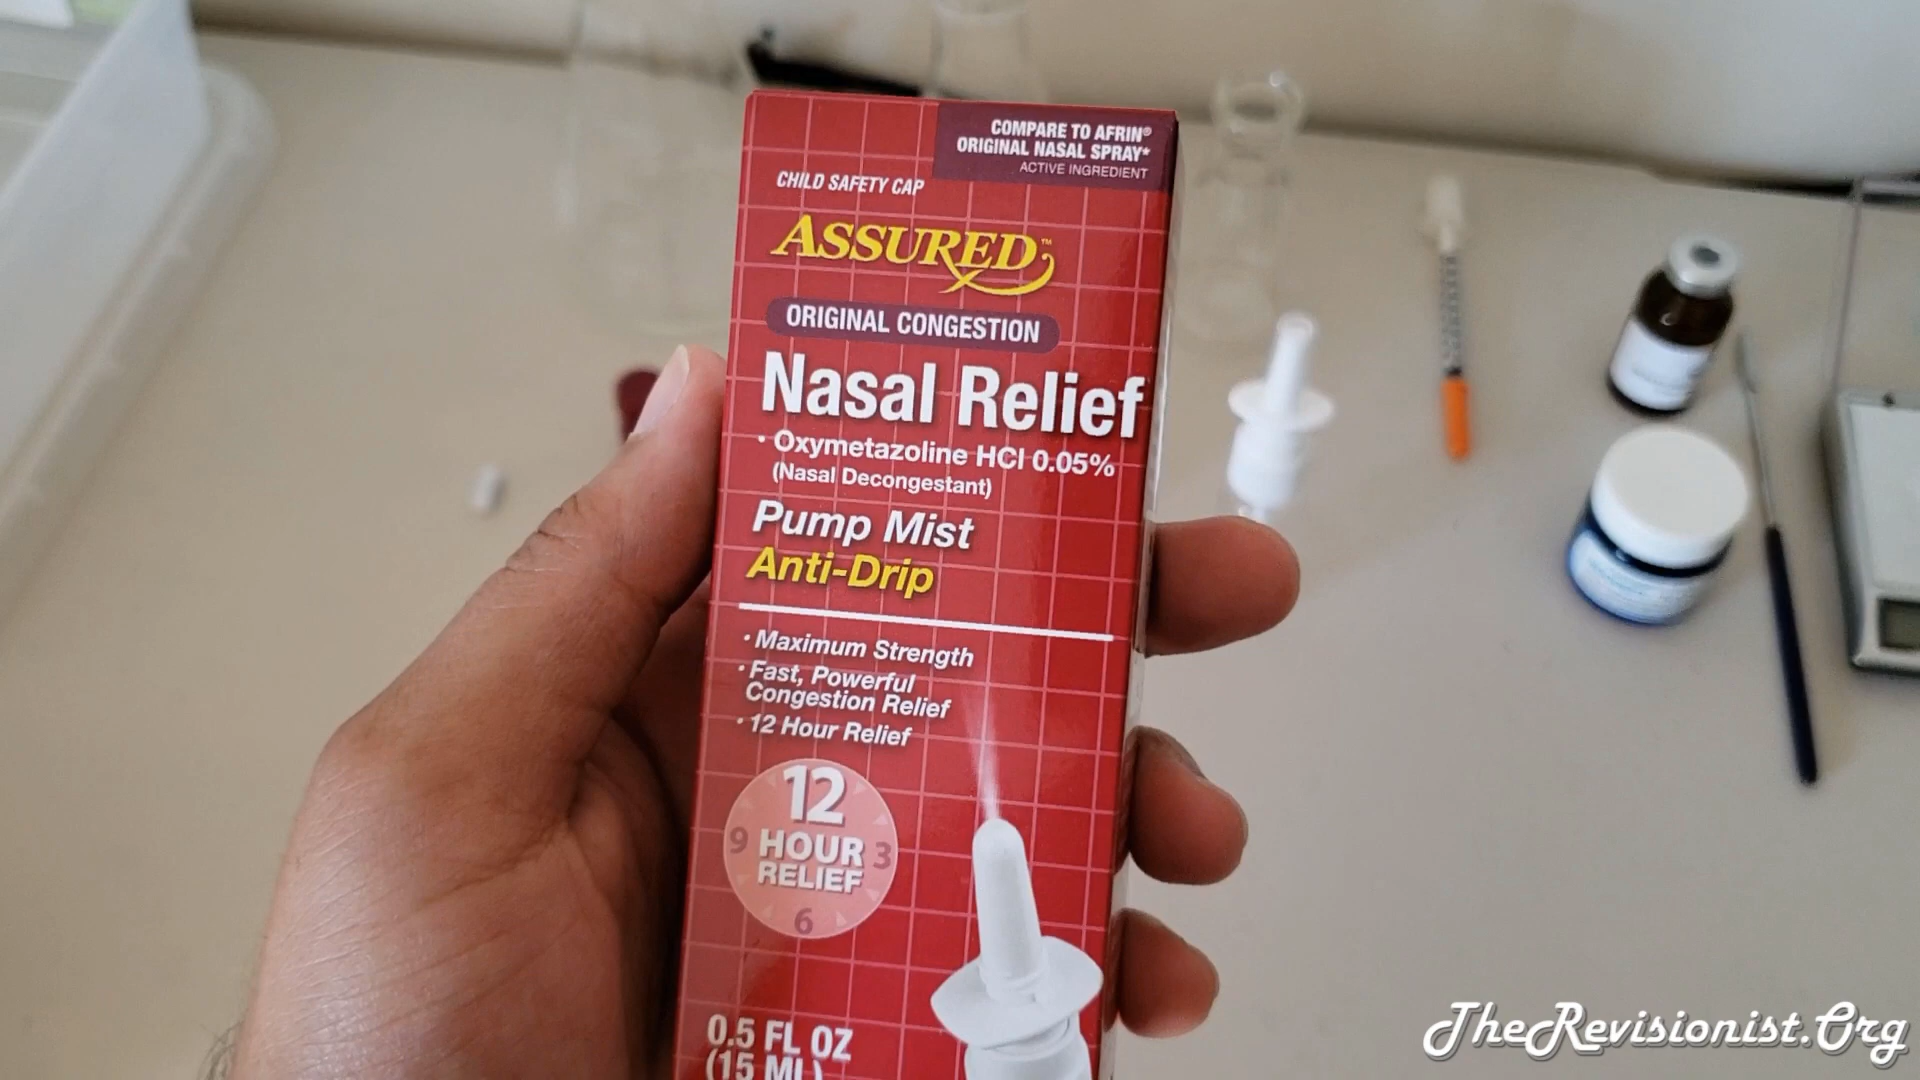 COMPARE TO AFRIN®
ORIGINAL NASAL SPRAY*
ACTIVE INGREDIENT
CHILD SAFETY CAP
ASSURED™
ORIGINAL CONGESTION
Nasal Relief
• Oxymetazoline HCl 0.05%
(Nasal Decongestant)
Pump Mist
Anti-Drip
• Maximum Strength
• Fast, Powerful
Congestion Relief
• 12 Hour Relief
12
9 HOUR 3
RELIEF
6
0.5 FL OZ
(15 ML)
TheRevisionist.Org